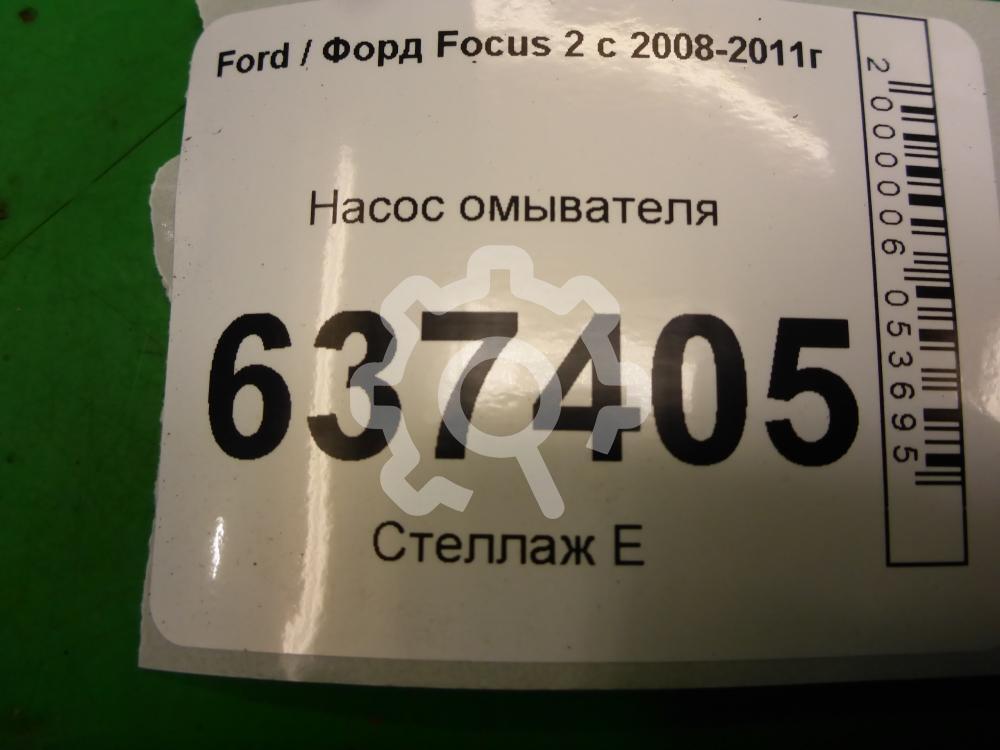 Ford / Форд Focus 2 с 2008-2011г
Насос омывателя
637405
Стеллаж Е
2000006053695